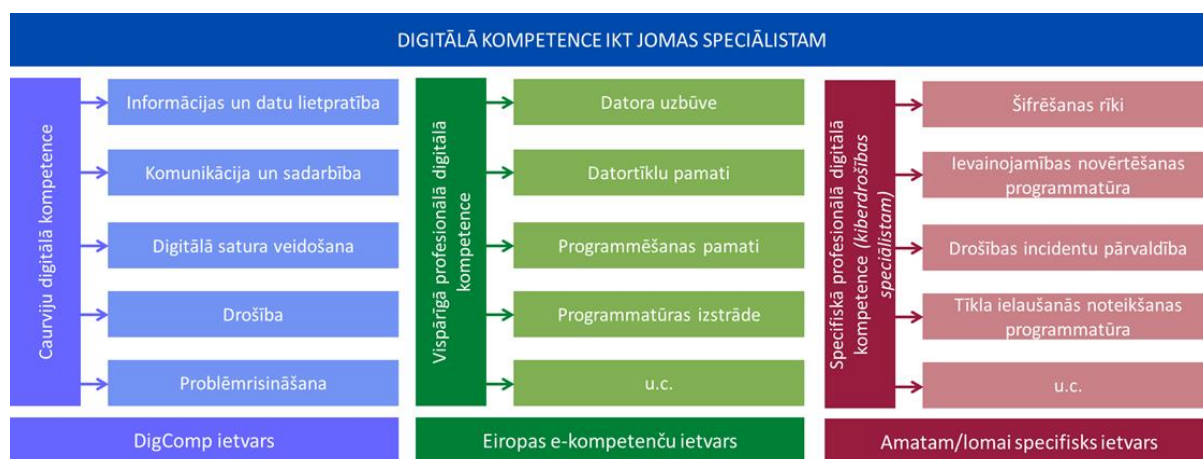 DIGITĀLĀ KOMPETENCE IKT JOMAS SPECIĀLISTAM
Caurviju digitālā kompetence
Informācijas un datu lietpratība
Komunikācija un sadarbība
Digitālā satura veidošana
Drošība
Problēmrisināšana
DigComp ietvars
Vispārīgā profesionālā digitālā
kompetence
Datora uzbūve
Datortīklu pamati
Programmēšanas pamati
Programmatūras izstrāde
u.c.
Eiropas e-kompetenču ietvars
Specifiskā profesionālā digitālā
kompetence (kiberdrošības
speciālistam)
Šifrēšanas rīki
Ievainojamības novērtēšanas
programmatūra
Drošības incidentu pārvaldība
Tīkla ielaušanās noteikšanas
programmatūra
u.c.
Amatam/Jomai specifisks ietvars